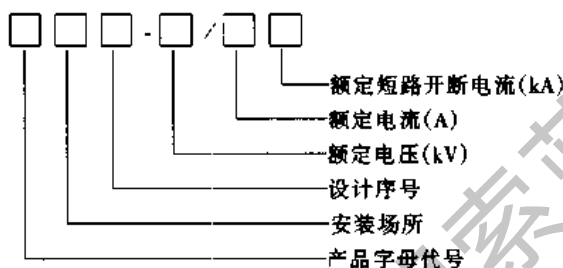 □□□-□/□□
额定短路开断电流(kA)
额定电流(A)
额定电压(kV)
设计序号
安装场所
产品字母代号